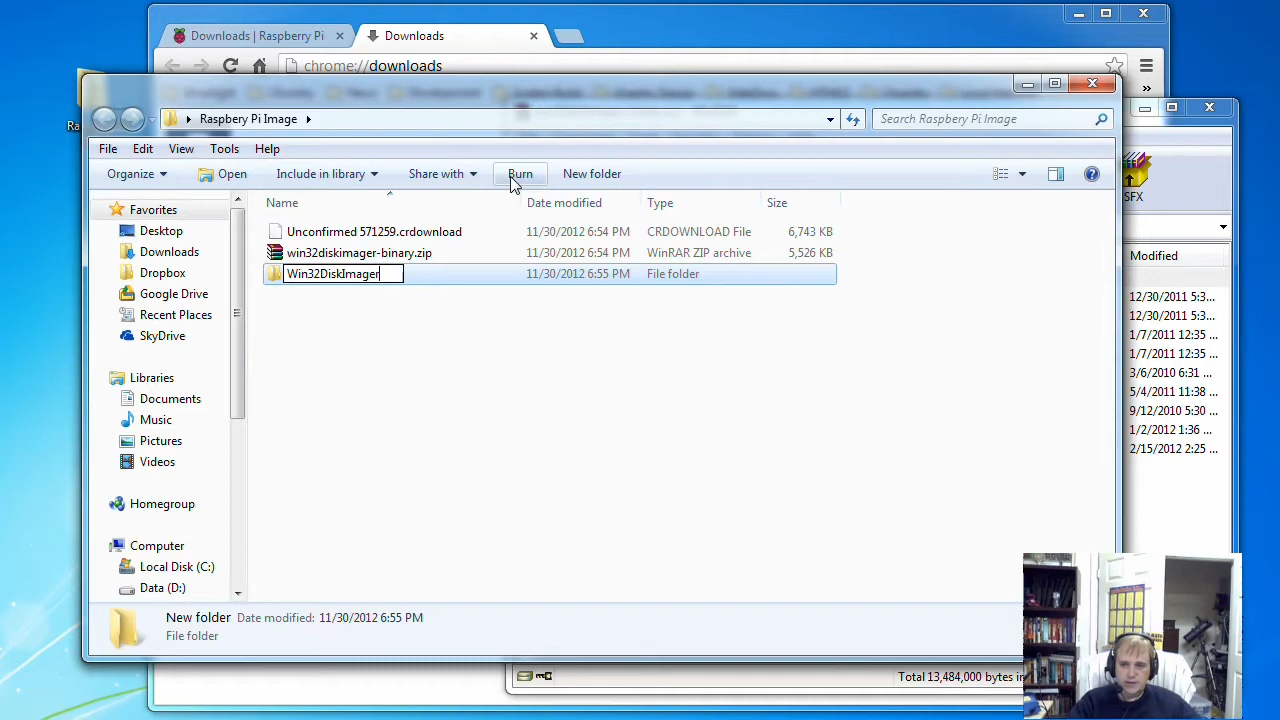 Downloads | Raspberry Pi
Downloads
chrome://downloads
Raspbery Pi Image
Search Raspbery Pi Image
File Edit View Tools Help
Organize Open Include in library Share with Burn New folder
SFX
Name Date modified Type Size
Unconfirmed 571259.crdownload 11/30/2012 6:54 PM CRDOWNLOAD File 6,743 KB
win32diskimager-binary.zip 11/30/2012 6:54 PM WinRAR ZIP archive 5,526 KB
Win32DiskImager 11/30/2012 6:55 PM File folder
Favorites
Desktop
Downloads
Dropbox
Google Drive
Recent Places
SkyDrive
Libraries
Documents
Music
Pictures
Videos
Homegroup
Computer
Local Disk (C:)
Data (D:)
Modified
12/30/2011 5:3...
12/30/2011 5:3...
1/7/2011 12:35
1/7/2011 12:35
3/6/2010 6:31 ...
5/4/2011 11:38
9/12/2010 5:30
1/2/2012 1:36 ...
2/15/2012 2:25 ...
New folder Date modified: 11/30/2012 6:55 PM
File folder
Total 13,484,000 bytes in